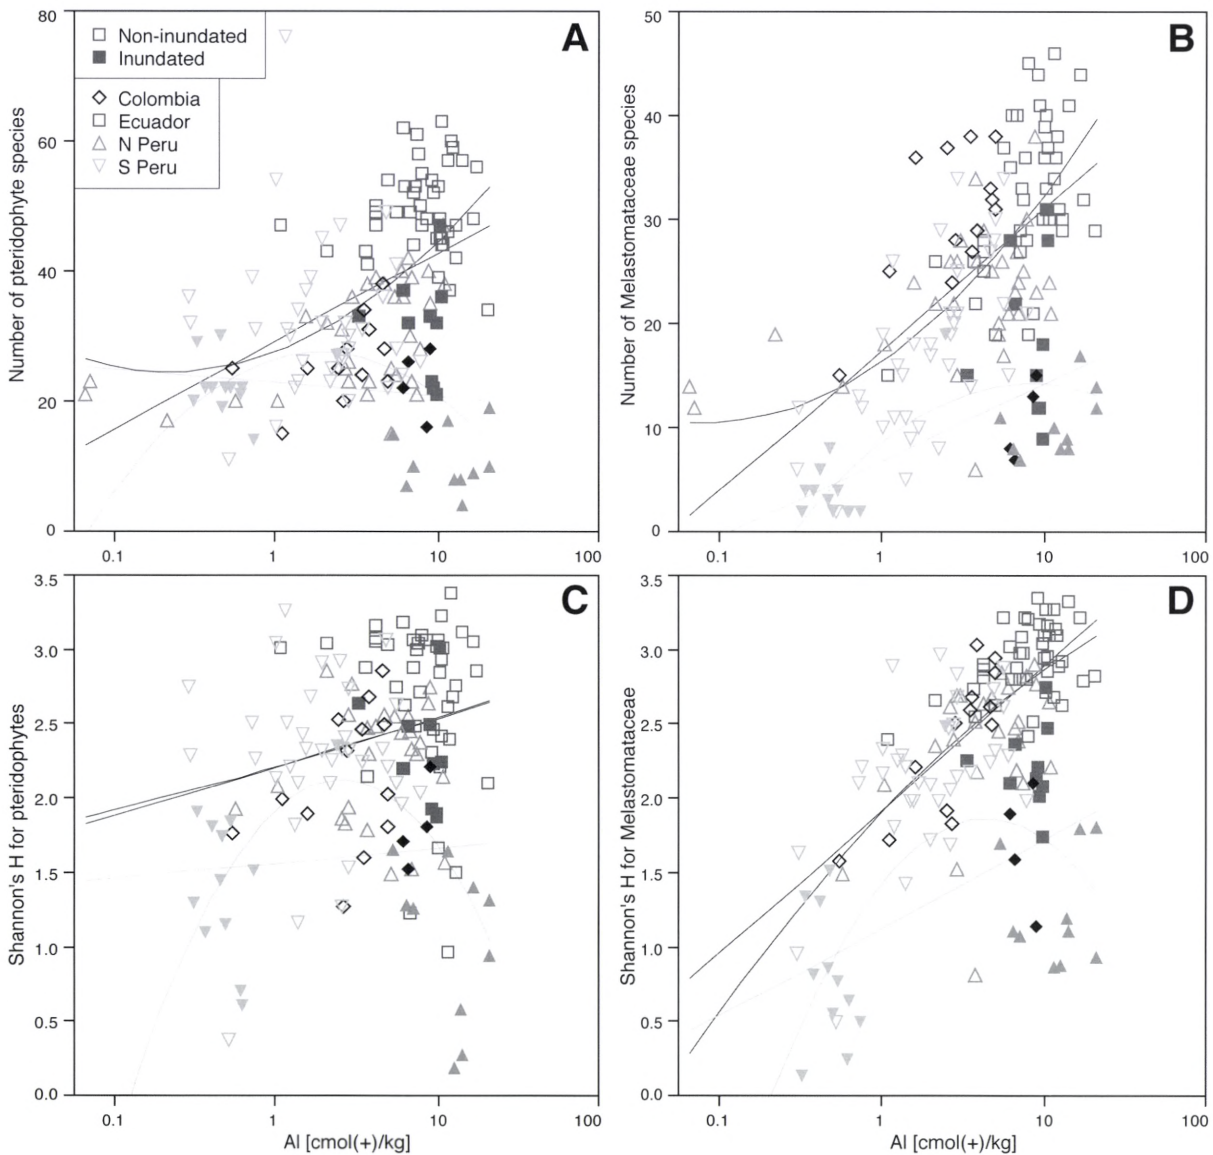 A
80
60
40
20
0
Number of pteridophyte species
Non-inundated
Inundated
Colombia
Ecuador
N Peru
S Peru
0.1 1 10 100
B
50
40
30
20
10
0
Number of Melastomataceae species
0.1 1 10 100
C
3.5
3.0
2.5
2.0
1.5
1.0
0.5
0.0
Shannon's H for pteridophytes
0.1 1 10 100
Al [cmol(+)/kg]
D
3.5
3.0
2.5
2.0
1.5
1.0
0.5
0.0
Shannon's H for Melastomataceae
0.1 1 10 100
Al [cmol(+)/kg]